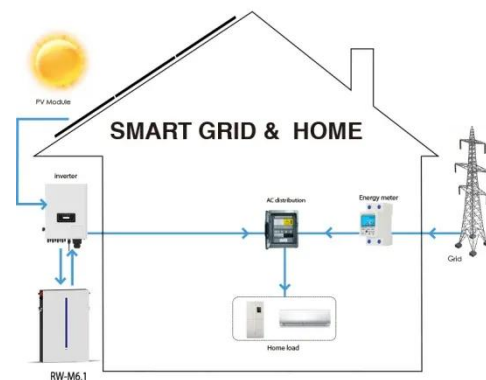 PV Module
SMART GRID & HOME
Inverter
AC distribution
Energy meter
Grid
Home load
RW-M6.1